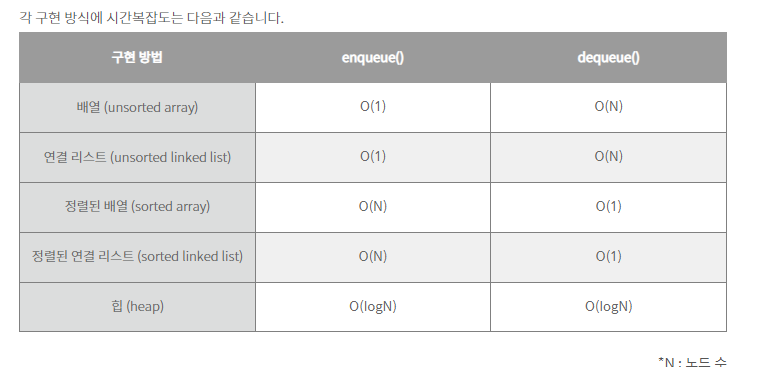 각 구현 방식에 시간복잡도는 다음과 같습니다.
구현 방법 enqueue() dequeue()
배열 (unsorted array) O(1) O(N)
연결 리스트 (unsorted linked list) O(1) O(N)
정렬된 배열 (sorted array) O(N) O(1)
정렬된 연결 리스트 (sorted linked list) O(N) O(1)
힙 (heap) O(logN) O(logN)
*N : 노드 수